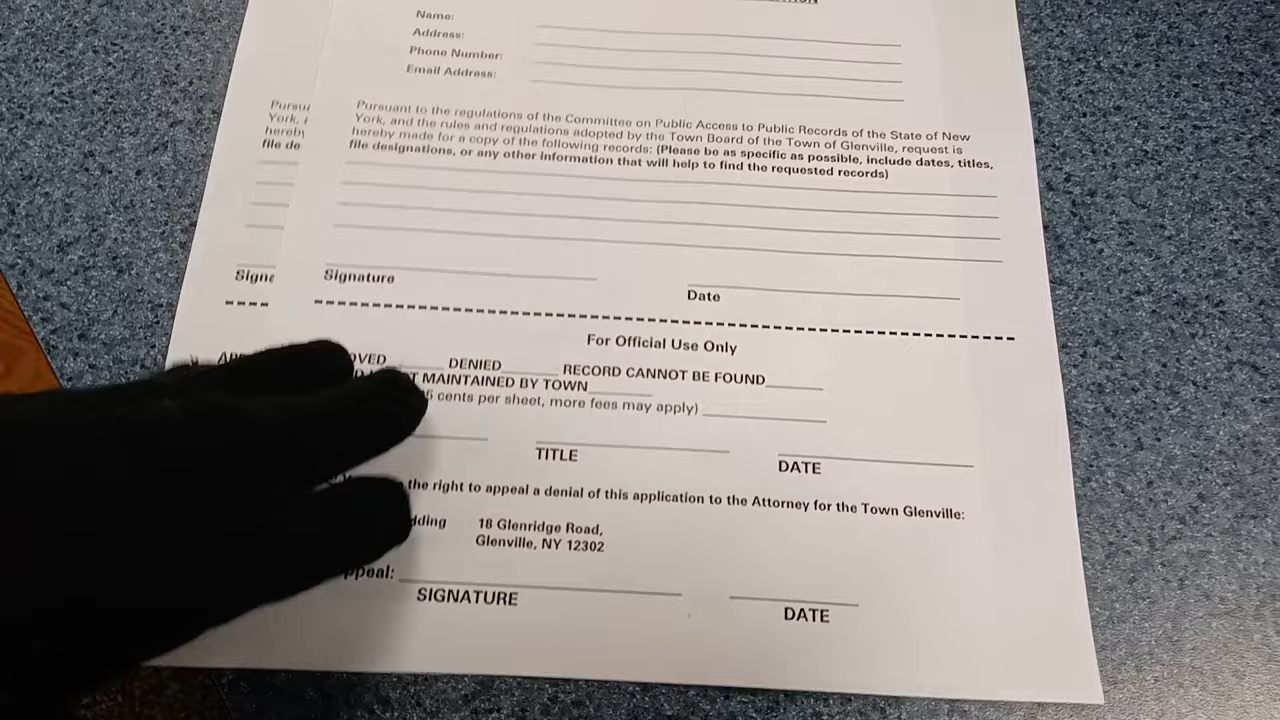 Name:
Address:
Phone Number:
Email Address:
Pursuant to the regulations of the Committee on Public Access to Public Records of the State of New
York, and the rules and regulations adopted by the Town Board of the Town of Glenville, request is
hereby made for a copy of the following records: (Please be as specific as possible, include dates, titles,
file designations, or any other information that will help to find the requested records)
Signature
Date
For Official Use Only
DENIED RECORD CANNOT BE FOUND
MAINTAINED BY TOWN
cents per sheet, more fees may apply)
TITLE
DATE
the right to appeal a denial of this application to the Attorney for the Town Glenville:
18 Glenridge Road,
Glenville, NY 12302
SIGNATURE
DATE
hereby
file de